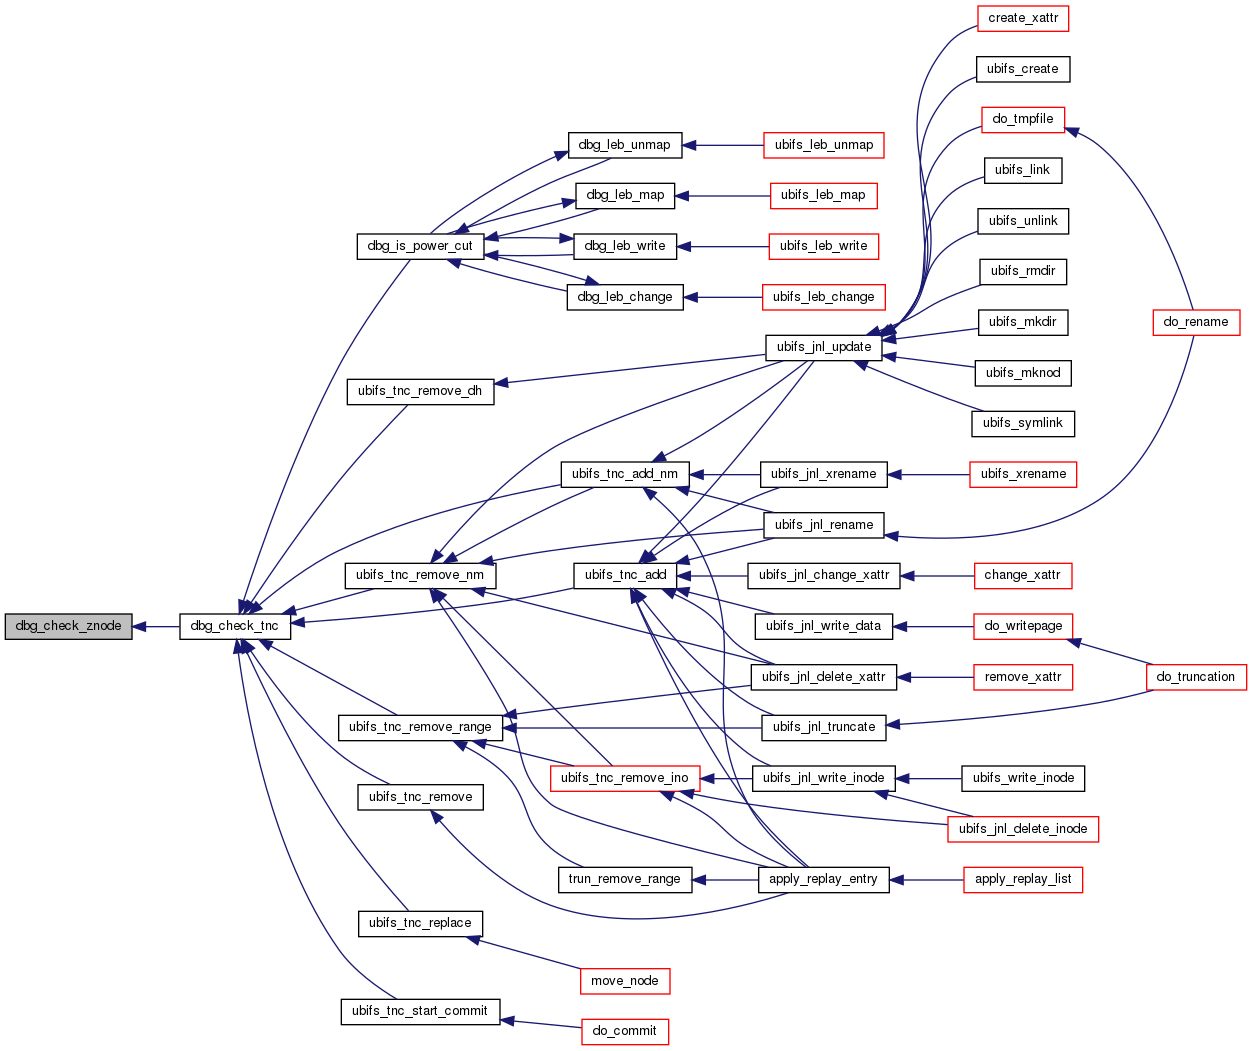 create_xattr
ubifs_create
do_tmpfile
dbg_leb_unmap
ubifs_leb_unmap
ubifs_link
dbg_leb_map
ubifs_leb_map
ubifs_unlink
dbg_is_power_cut
dbg_leb_write
ubifs_leb_write
ubifs_rmdir
dbg_leb_change
ubifs_leb_change
ubifs_mkdir
do_rename
ubifs_jnl_update
ubifs_mknod
ubifs_tnc_remove_dh
ubifs_symlink
ubifs_tnc_add_nm
ubifs_jnl_xrename
ubifs_xrename
ubifs_jnl_rename
ubifs_tnc_remove_nm
ubifs_tnc_add
ubifs_jnl_change_xattr
change_xattr
dbg_check_znode
dbg_check_tnc
ubifs_jnl_write_data
do_writepage
ubifs_jnl_delete_xattr
remove_xattr
do_truncation
ubifs_tnc_remove_range
ubifs_jnl_truncate
ubifs_tnc_remove_ino
ubifs_jnl_write_inode
ubifs_write_inode
ubifs_tnc_remove
ubifs_jnl_delete_inode
trun_remove_range
apply_replay_entry
apply_replay_list
ubifs_tnc_replace
move_node
ubifs_tnc_start_commit
do_commit